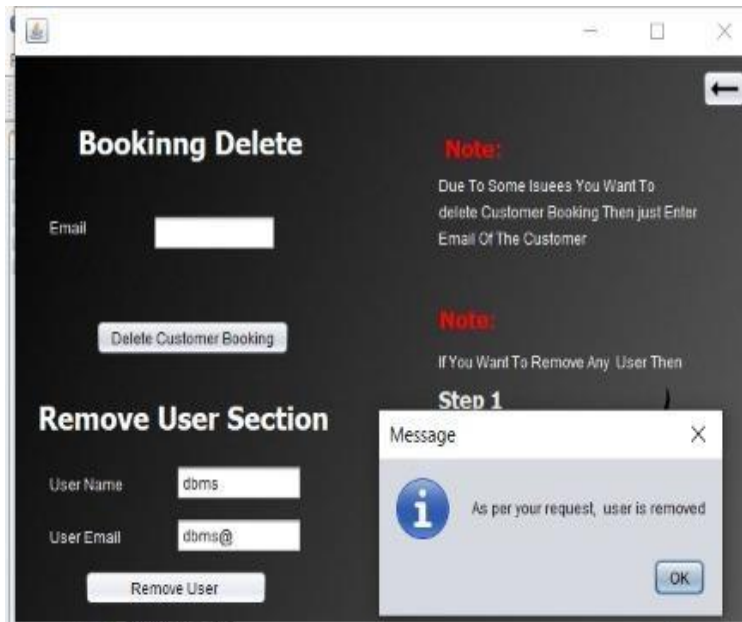 Bookinng Delete
Email
Delete Customer Booking
Note:
Due To Some Isuees You Want To
delete Customer Booking Then just Enter
Email Of The Customer
Note:
If You Want To Remove Any User Then
Step 1
Remove User Section
User Name dbms
User Email dbms@
Remove User
Message
As per your request, user is removed
OK